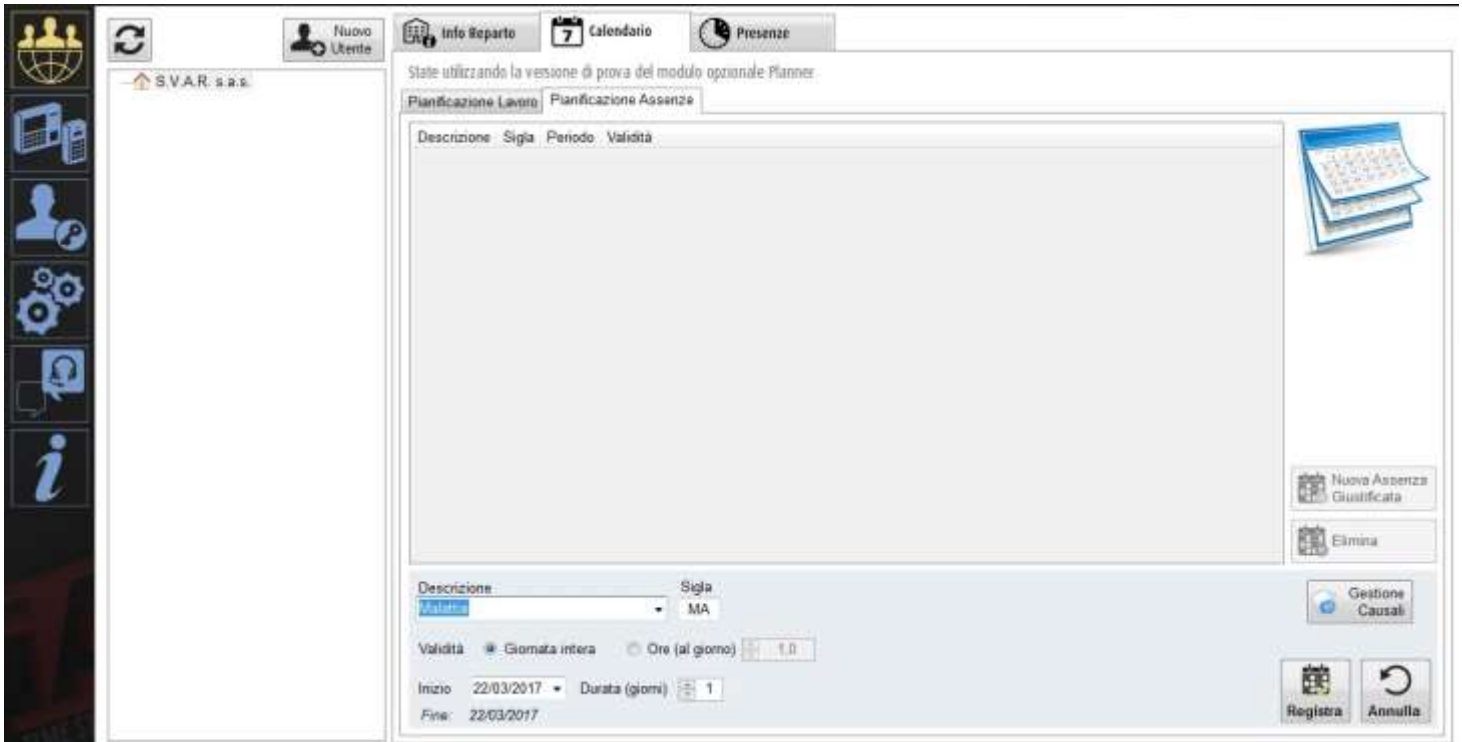 Nuovo
Utente
Info Reparto
7
Calendario
Presenze
S.V.A.R. s.a.s.
State utilizzando la versione di prova del modulo opzionale Planner
Pianificazione Lavoro
Pianificazione Assenze
Descrizione Sigla Periodo Validità
Nuova Assenza
Giustificata
Elimina
Descrizione Sigla
Malattia MA
Gestione
Causali
Validità Giornata intera Ore (al giorno) 1,0
Inizio 22/03/2017 Durata (giorni) 1
Fine: 22/03/2017
Registra
Annulla